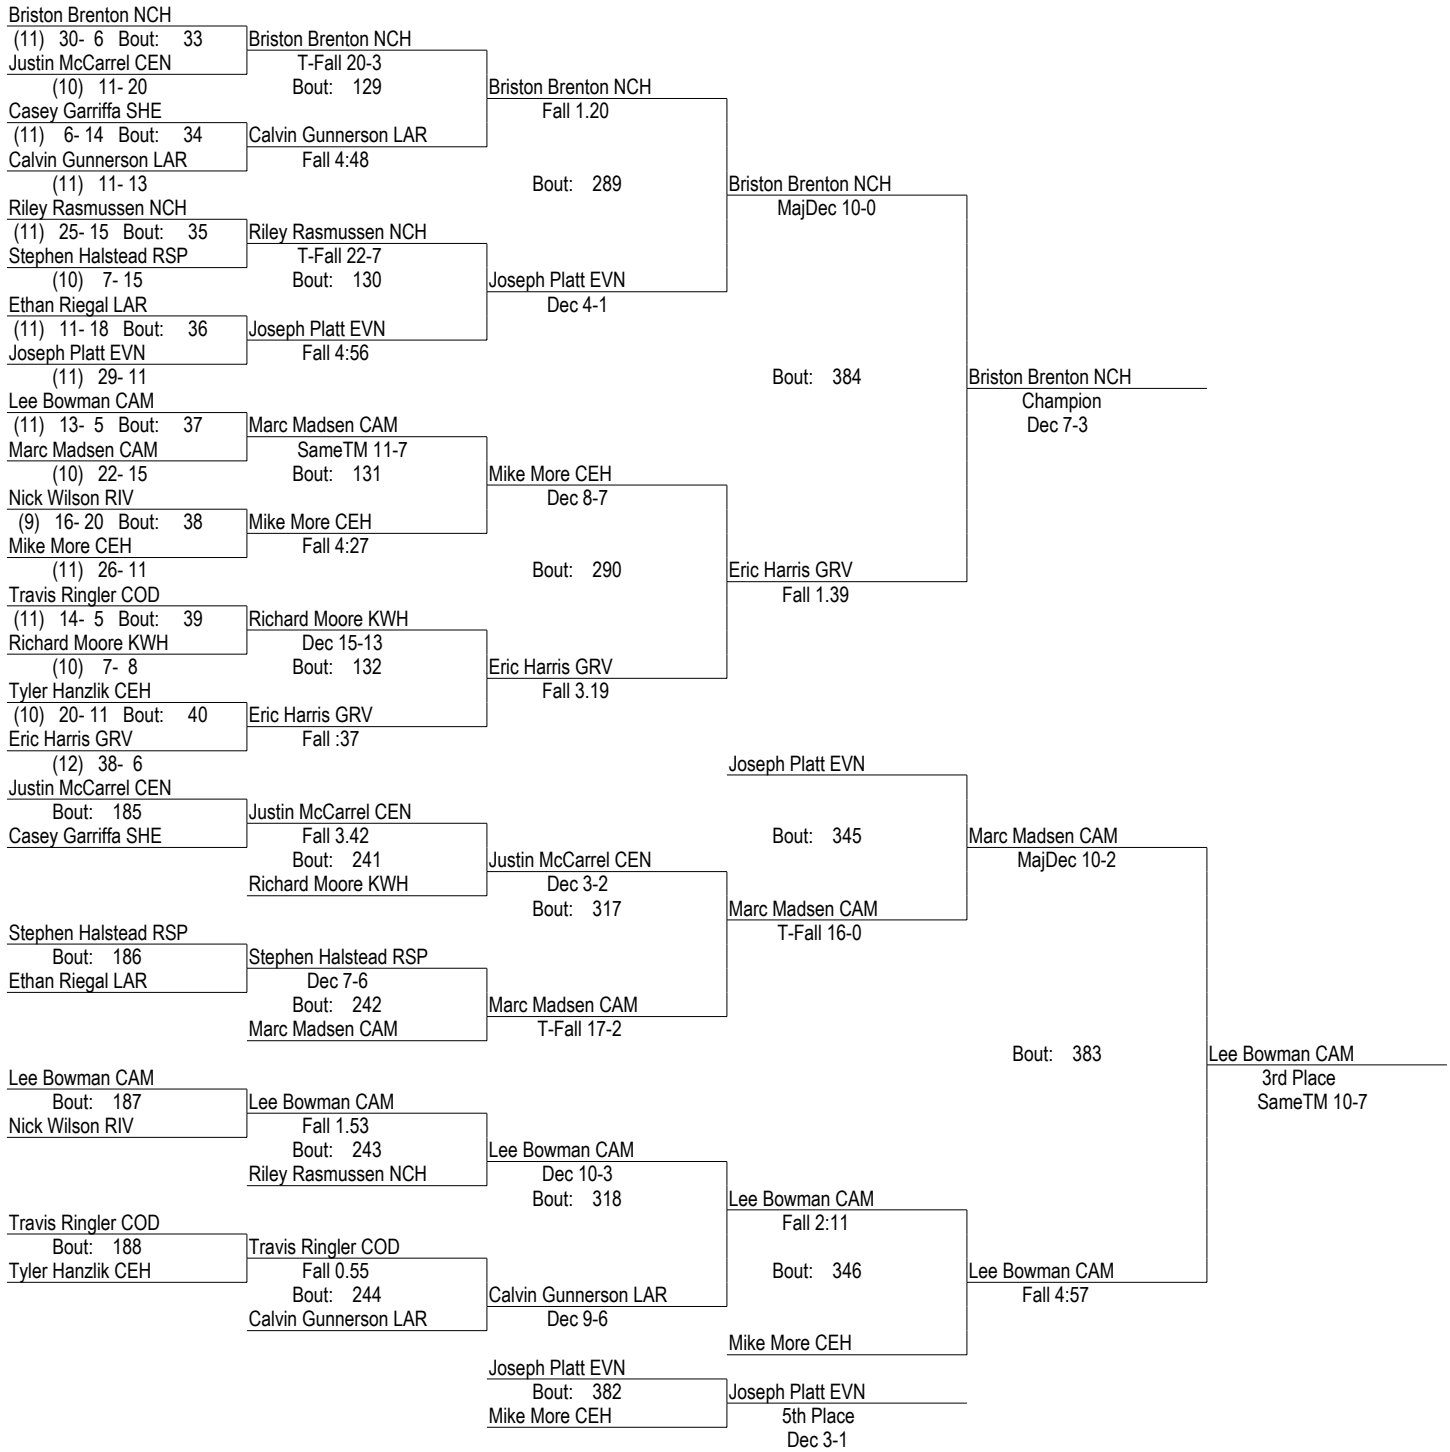 Briston Brenton NCH
(11) 30- 6 Bout: 33 Briston Brenton NCH
Justin McCarrel CEN T-Fall 20-3
(10) 11- 20 Bout: 129 Briston Brenton NCH
Casey Garriffa SHE Fall 1.20
(11) 6- 14 Bout: 34 Calvin Gunnerson LAR
Calvin Gunnerson LAR Fall 4:48
(11) 11- 13 Bout: 289 Briston Brenton NCH
Riley Rasmussen NCH MajDec 10-0
(11) 25- 15 Bout: 35 Riley Rasmussen NCH
Stephen Halstead RSP T-Fall 22-7
(10) 7- 15 Bout: 130 Joseph Platt EVN
Ethan Riegal LAR Dec 4-1
(11) 11- 18 Bout: 36 Joseph Platt EVN
Joseph Platt EVN Fall 4:56
(11) 29- 11 Bout: 384 Briston Brenton NCH
Lee Bowman CAM Champion
(11) 13- 5 Bout: 37 Marc Madsen CAM Dec 7-3
Marc Madsen CAM SameTM 11-7
(10) 22- 15 Bout: 131 Mike More CEH
Nick Wilson RIV Dec 8-7
(9) 16- 20 Bout: 38 Mike More CEH
Mike More CEH Fall 4:27
(11) 26- 11 Bout: 290 Eric Harris GRV
Travis Ringler COD Fall 1.39
(11) 14- 5 Bout: 39 Richard Moore KWH
Richard Moore KWH Dec 15-13
(10) 7- 8 Bout: 132 Eric Harris GRV
Tyler Hanzlik CEH Fall 3.19
(10) 20- 11 Bout: 40 Eric Harris GRV
Eric Harris GRV Fall :37
(12) 38- 6 Joseph Platt EVN
Justin McCarrel CEN
Bout: 185 Justin McCarrel CEN
Casey Garriffa SHE Fall 3.42 Bout: 345 Marc Madsen CAM
Bout: 241 Justin McCarrel CEN MajDec 10-2
Richard Moore KWH Dec 3-2
Bout: 317 Marc Madsen CAM
Stephen Halstead RSP T-Fall 16-0
Bout: 186 Stephen Halstead RSP
Ethan Riegal LAR Dec 7-6
Bout: 242 Marc Madsen CAM
Marc Madsen CAM T-Fall 17-2
Bout: 383 Lee Bowman CAM
Lee Bowman CAM 3rd Place
Bout: 187 Lee Bowman CAM SameTM 10-7
Nick Wilson RIV Fall 1.53
Bout: 243 Lee Bowman CAM
Riley Rasmussen NCH Dec 10-3
Bout: 318 Lee Bowman CAM
Travis Ringler COD Fall 2:11
Bout: 188 Travis Ringler COD
Tyler Hanzlik CEH Fall 0.55 Bout: 346 Lee Bowman CAM
Bout: 244 Calvin Gunnerson LAR Fall 4:57
Calvin Gunnerson LAR Dec 9-6
Mike More CEH
Joseph Platt EVN
Bout: 382 Joseph Platt EVN
Mike More CEH 5th Place
Dec 3-1